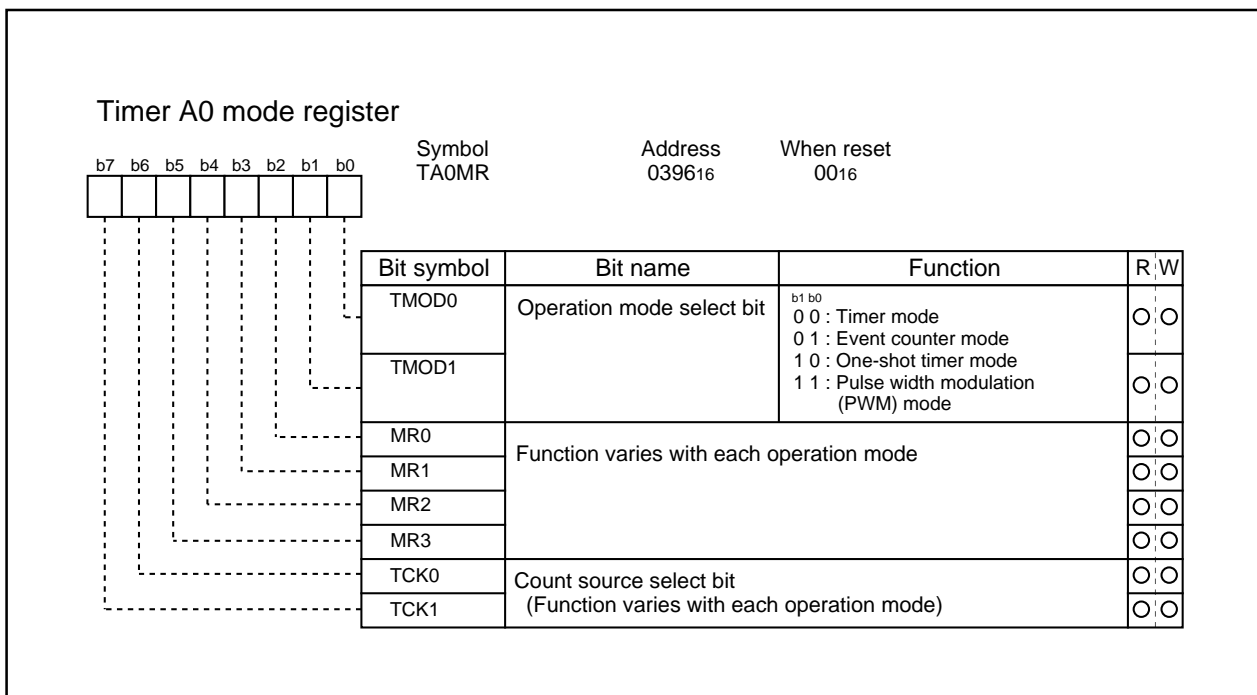 Timer A0 mode register
Symbol Address When reset
TA0MR 039616 0016
b7 b6 b5 b4 b3 b2 b1 b0
Bit symbol Bit name Function R W
TMOD0 Operation mode select bit b1 b0
0 0 : Timer mode
0 1 : Event counter mode
TMOD1 1 0 : One-shot timer mode
1 1 : Pulse width modulation
(PWM) mode
MR0
Function varies with each operation mode
MR1
MR2
MR3
TCK0 Count source select bit
TCK1 (Function varies with each operation mode)